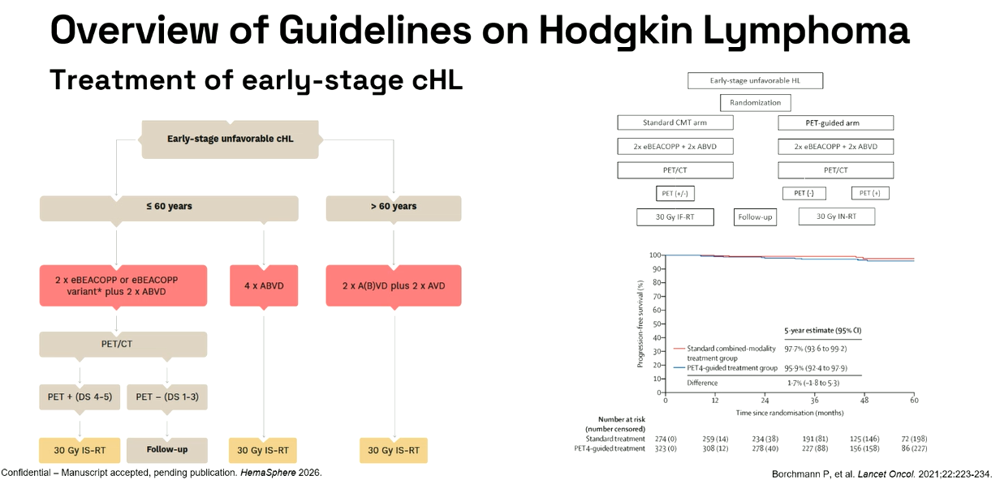 Overview of Guidelines on Hodgkin Lymphoma
Treatment of early-stage cHL
Early-stage unfavorable cHL
≤ 60 years
> 60 years
2 x eBEACOPP or eBEACOPP
variant* plus 2 x ABVD
4 x ABVD
2 x A(B)VD plus 2 x AVD
PET/CT
PET + (DS 4-5)
PET – (DS 1-3)
30 Gy IS-RT
Follow-up
30 Gy IS-RT
30 Gy IS-RT
Confidential – Manuscript accepted, pending publication. HemaSphere 2026.
Early-stage unfavorable HL
Randomization
Standard CMT arm
PET-guided arm
2x eBEACOPP + 2x ABVD
2x eBEACOPP + 2x ABVD
PET/CT
PET/CT
PET (+/-)
PET (-)
PET (+)
30 Gy IF-RT
Follow-up
30 Gy IN-RT
Progression-free survival (%)
100
90
80
70
60
50
40
30
20
10
0
5-year estimate (95% CI)
Standard combined-modality
treatment group
97·7% (93·6 to 99·2)
PET4-guided treatment group
95·9% (92·4 to 97·9)
Difference
1·7% (-1·8 to 5·3)
0 12 24 36 48 60
Time since randomisation (months)
Number at risk
(number censored)
Standard treatment 274 (0) 259 (14) 234 (38) 191 (81) 125 (146) 72 (198)
PET4-guided treatment 323 (0) 308 (12) 278 (40) 227 (88) 156 (158) 86 (227)
Borchmann P, et al. Lancet Oncol. 2021;22:223-234.